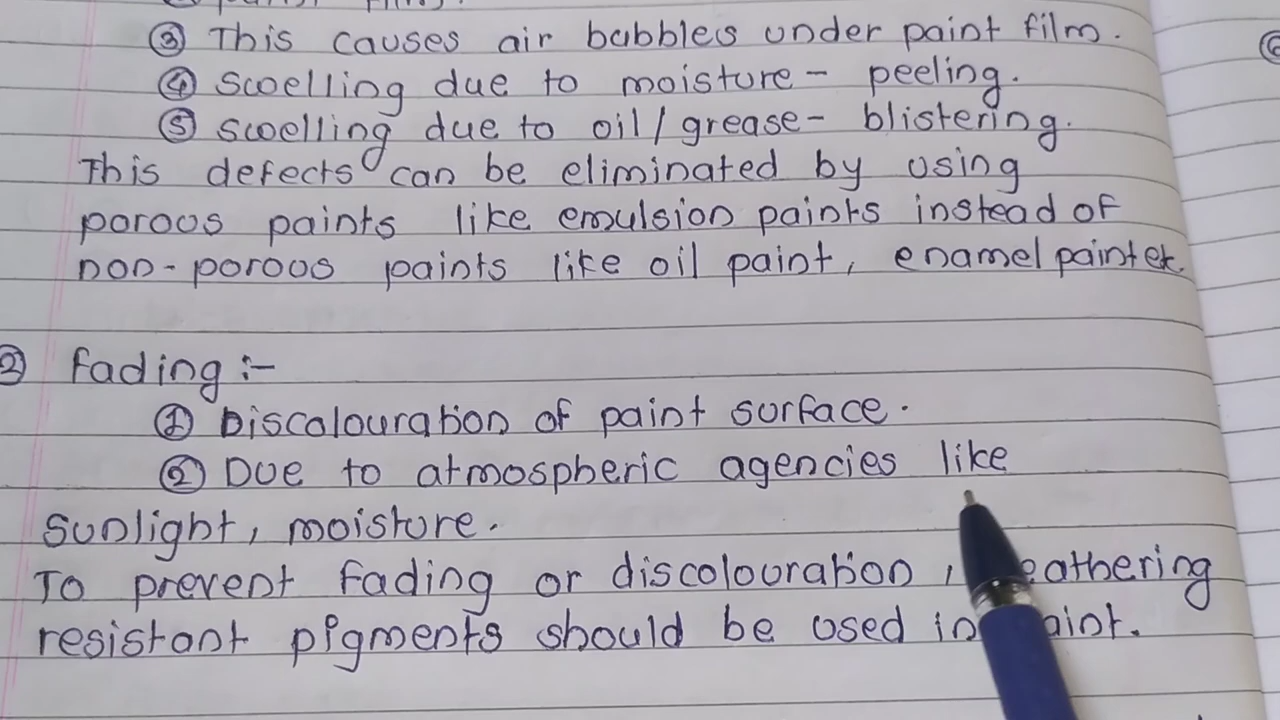 ③ This causes air bubbles under paint film.
④ Swelling due to moisture - peeling.
⑤ swelling due to oil/grease - blistering.
This defects can be eliminated by using
porous paints like emulsion paints instead of
non-porous paints like oil paint, enamel paint etc.
② Fading :-
① Discolouration of paint surface.
② Due to atmospheric agencies like
sunlight, moisture.
To prevent fading or discolouration,
resistant pigments should be used in